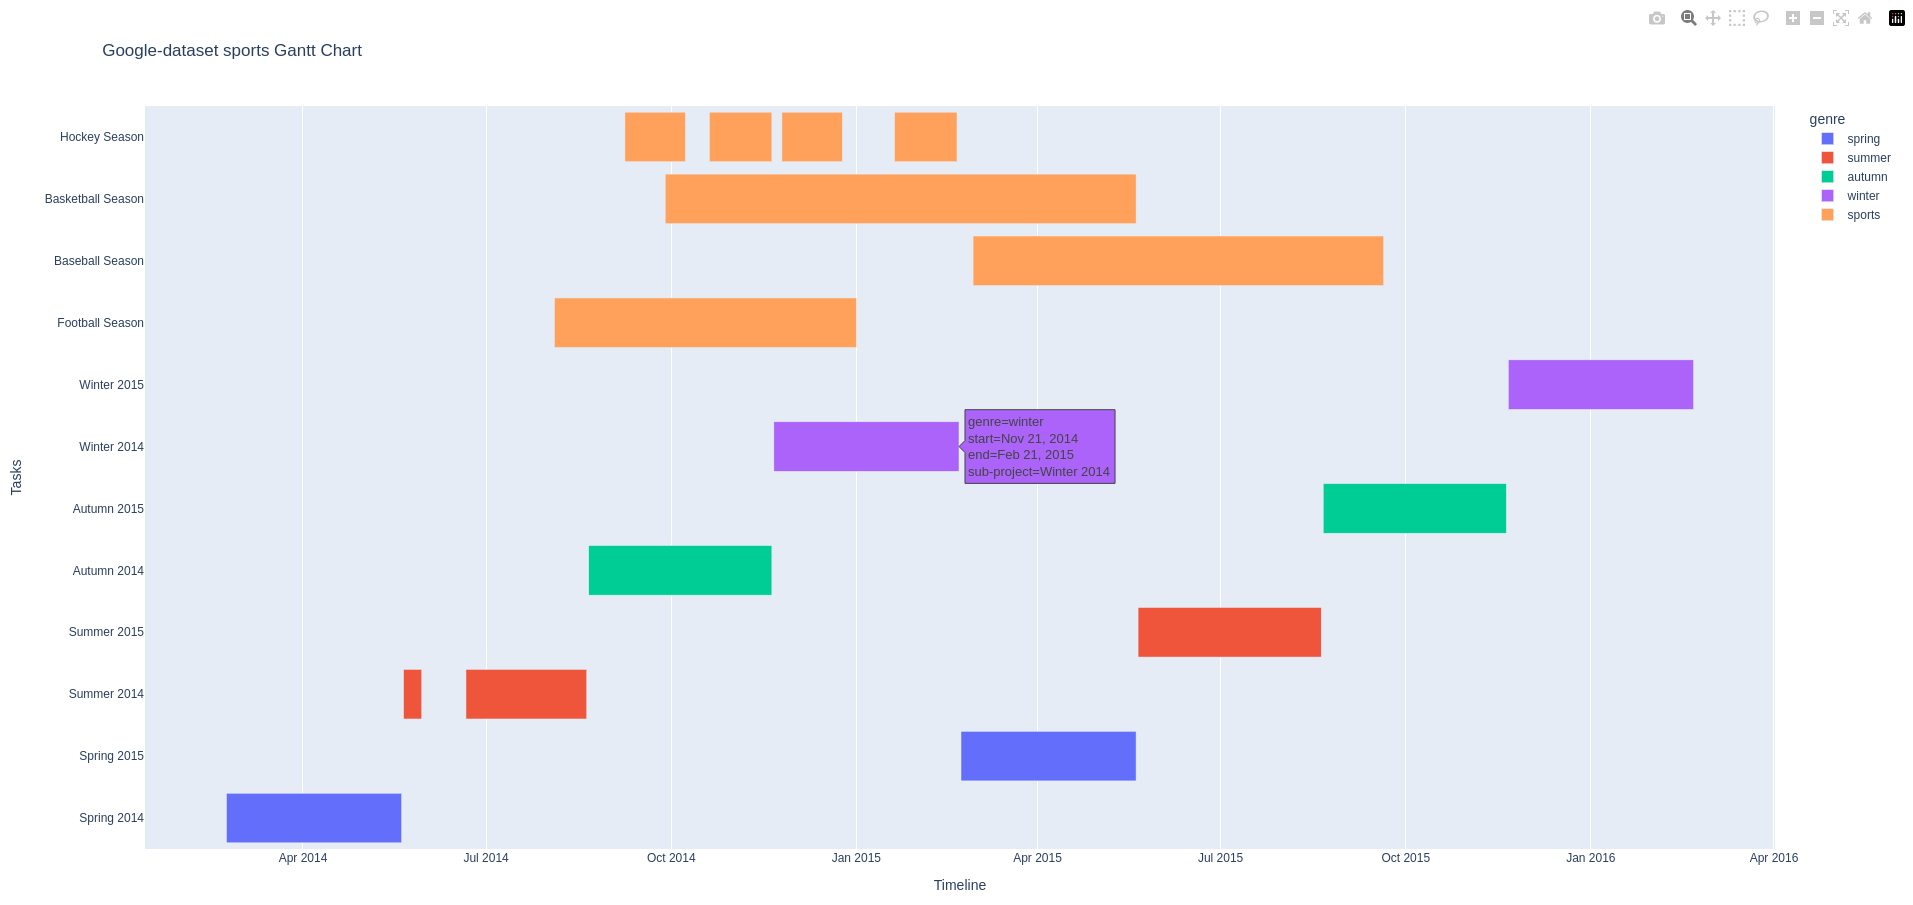 Google-dataset sports Gantt Chart
genre
spring
summer
autumn
winter
sports
Hockey Season
Basketball Season
Baseball Season
Football Season
Winter 2015
Winter 2014
genre=winter
start=Nov 21, 2014
end=Feb 21, 2015
sub-project=Winter 2014
Autumn 2015
Autumn 2014
Summer 2015
Summer 2014
Spring 2015
Spring 2014
Tasks
Apr 2014
Jul 2014
Oct 2014
Jan 2015
Apr 2015
Jul 2015
Oct 2015
Jan 2016
Apr 2016
Timeline